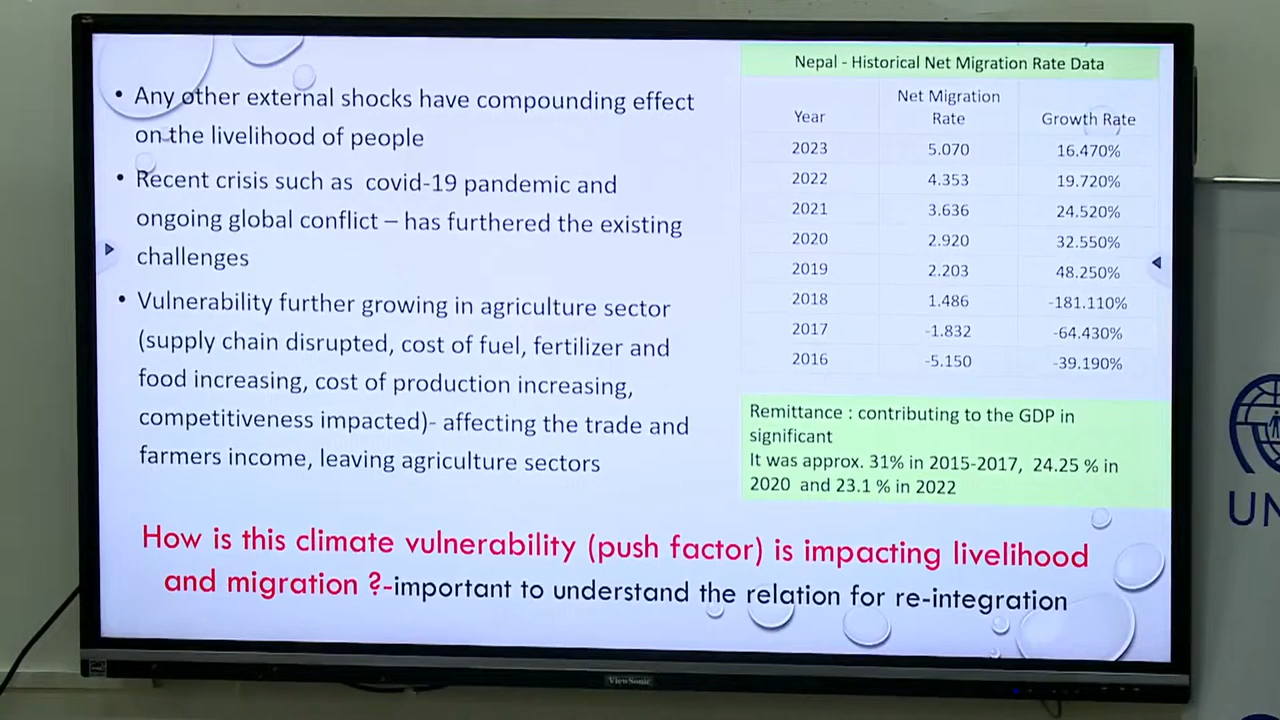 • Any other external shocks have compounding effect
on the livelihood of people
• Recent crisis such as covid-19 pandemic and
ongoing global conflict – has furthered the existing
challenges
• Vulnerability further growing in agriculture sector
(supply chain disrupted, cost of fuel, fertilizer and
food increasing, cost of production increasing,
competitiveness impacted)- affecting the trade and
farmers income, leaving agriculture sectors
Nepal - Historical Net Migration Rate Data
Year Net Migration Rate Growth Rate
2023 5.070 16.470%
2022 4.353 19.720%
2021 3.636 24.520%
2020 2.920 32.550%
2019 2.203 48.250%
2018 1.486 -181.110%
2017 -1.832 -64.430%
2016 -5.150 -39.190%
Remittance : contributing to the GDP in
significant
It was approx. 31% in 2015-2017, 24.25 % in
2020 and 23.1 % in 2022
How is this climate vulnerability (push factor) is impacting livelihood
and migration ?-important to understand the relation for re-integration
ViewSonic
UN